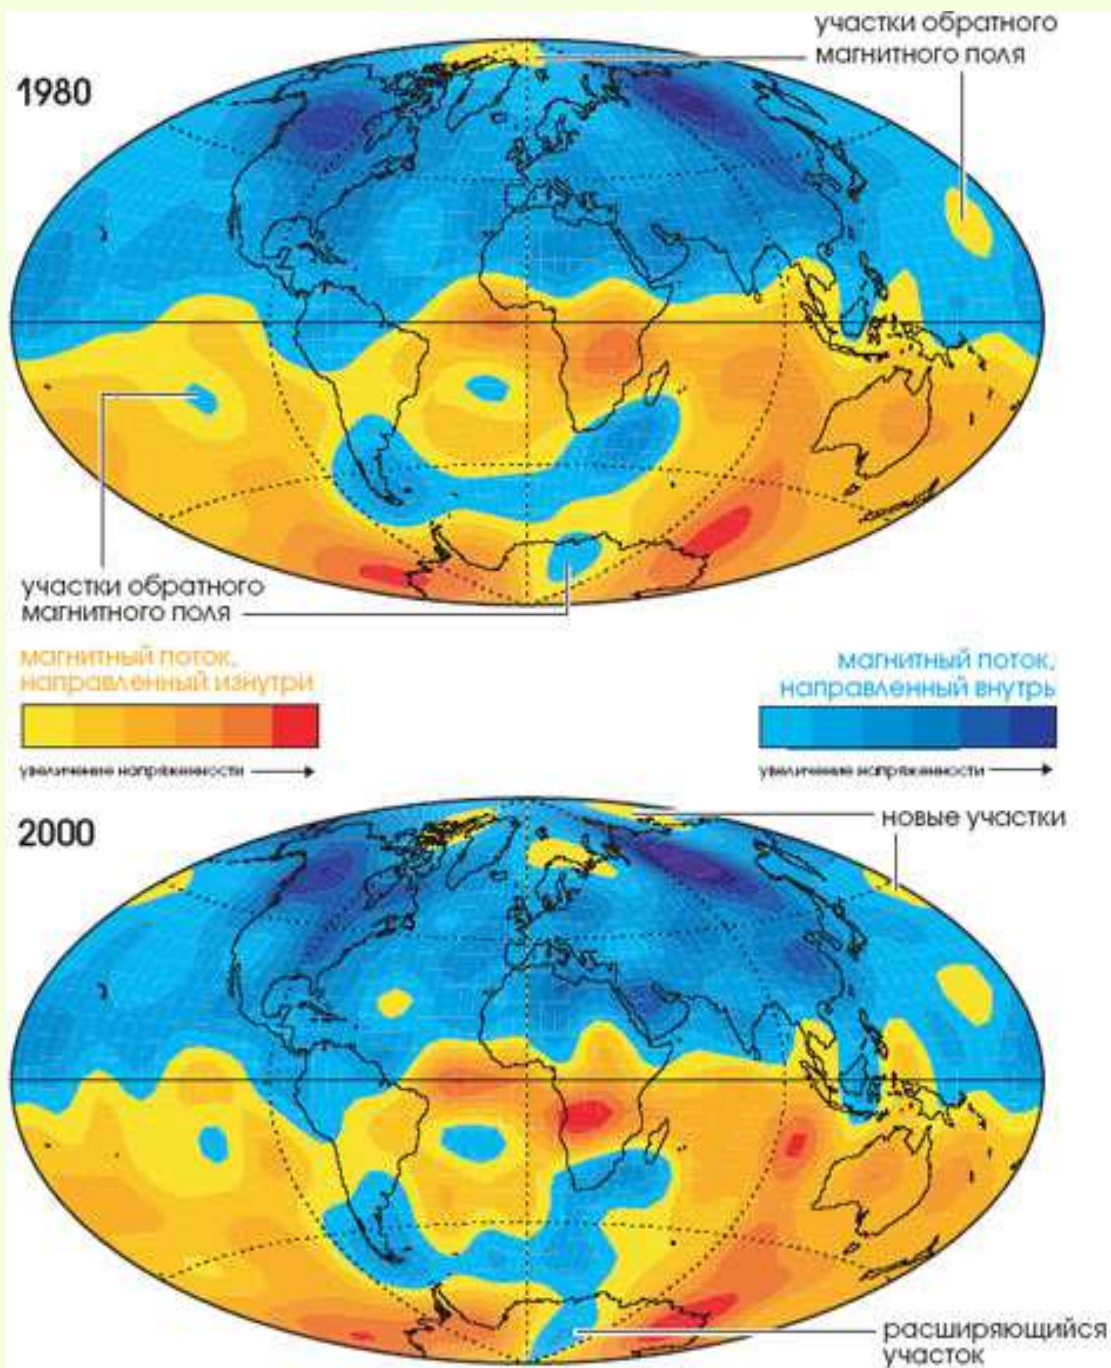 участки обратного
магнитного поля
1980
участки обратного
магнитного поля
магнитный поток,
направленный изнутри
увеличение напряженности
магнитный поток,
направленный внутрь
увеличение напряженности
2000
новые участки
расширяющийся
участок